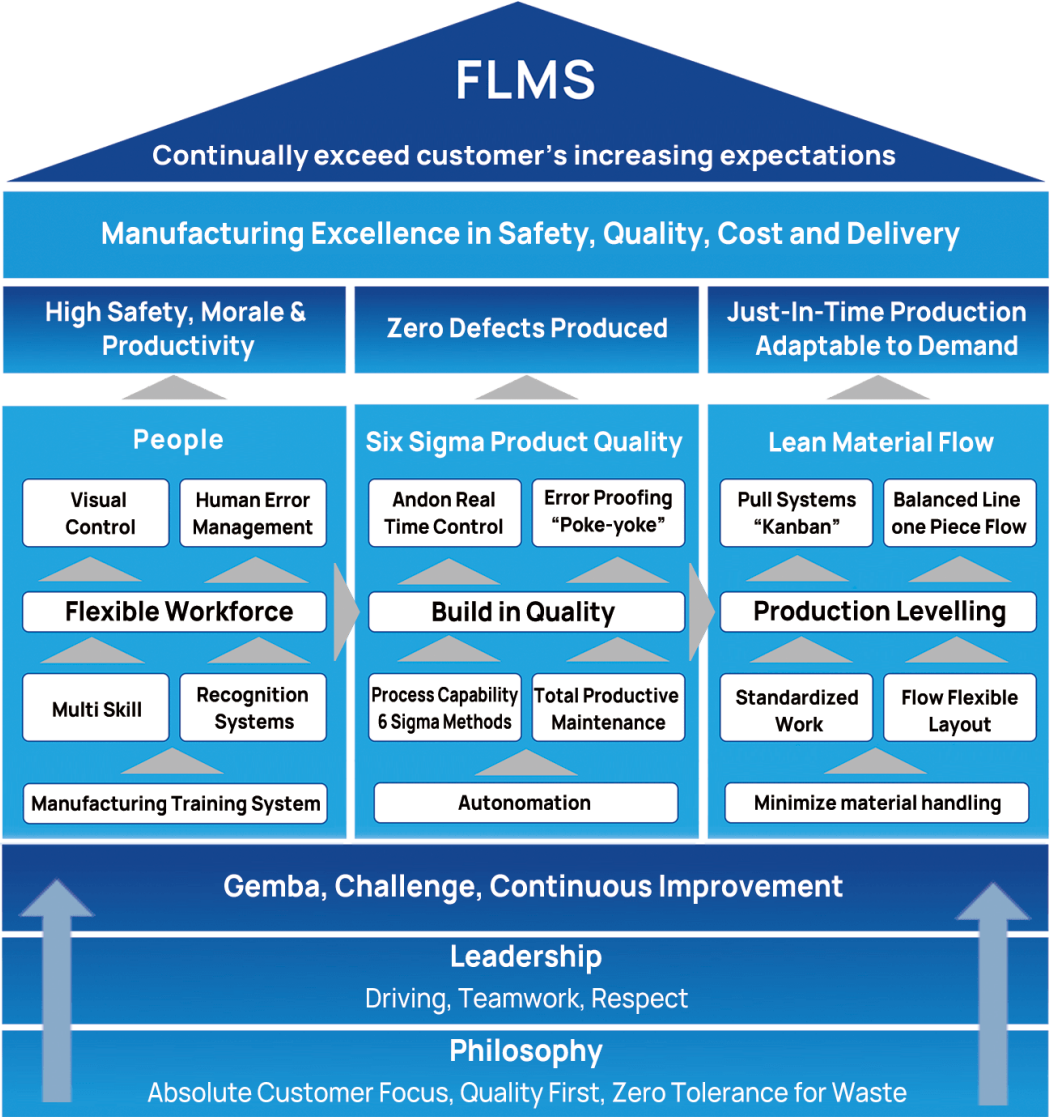 FLMS
Continually exceed customer's increasing expectations
Manufacturing Excellence in Safety, Quality, Cost and Delivery
High Safety, Morale &
Productivity
Zero Defects Produced
Just-In-Time Production
Adaptable to Demand
People
Visual
Control
Human Error
Management
Flexible Workforce
Multi Skill
Recognition
Systems
Manufacturing Training System
Six Sigma Product Quality
Andon Real
Time Control
Error Proofing
“Poke-yoke”
Build in Quality
Process Capability
6 Sigma Methods
Total Productive
Maintenance
Autonomation
Lean Material Flow
Pull Systems
“Kanban”
Balanced Line
one Piece Flow
Production Levelling
Standardized
Work
Flow Flexible
Layout
Minimize material handling
Gemba, Challenge, Continuous Improvement
Leadership
Driving, Teamwork, Respect
Philosophy
Absolute Customer Focus, Quality First, Zero Tolerance for Waste